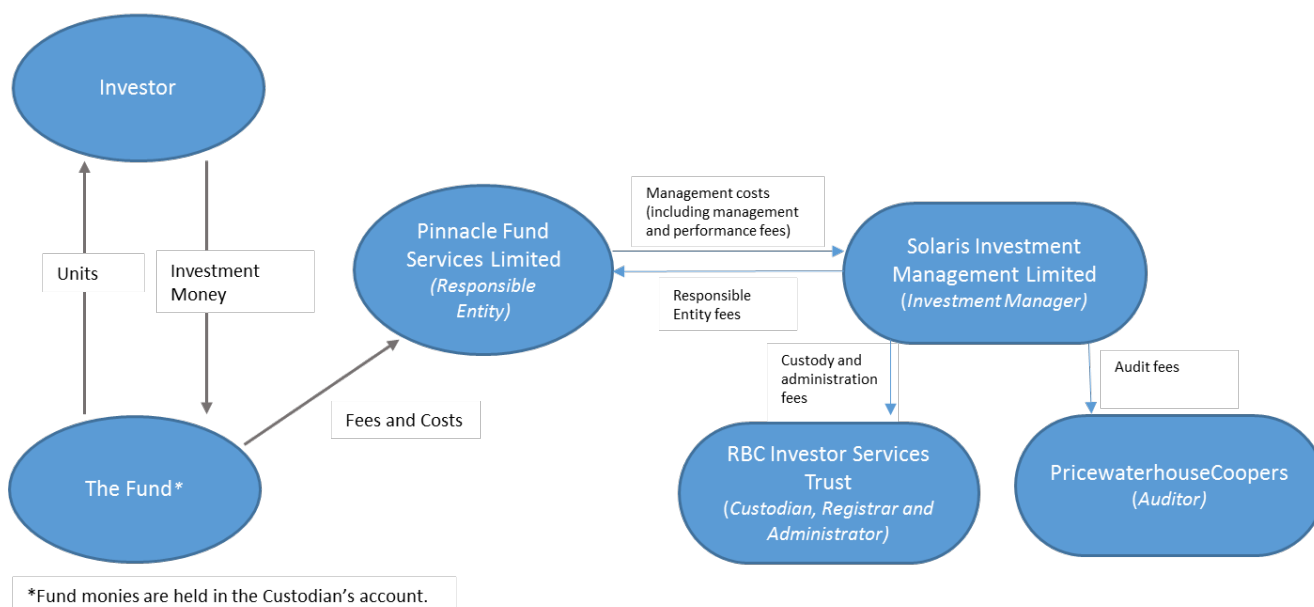 Investor
Units
Investment
Money
The Fund*
*Fund monies are held in the Custodian’s account.
Fees and Costs
Pinnacle Fund
Services Limited
(Responsible
Entity)
Management costs
(including management
and performance fees)
Responsible
Entity fees
Solaris Investment
Management Limited
(Investment Manager)
Custody and
administration
fees
Audit fees
RBC Investor Services
Trust
(Custodian, Registrar and
Administrator)
PricewaterhouseCoopers
(Auditor)